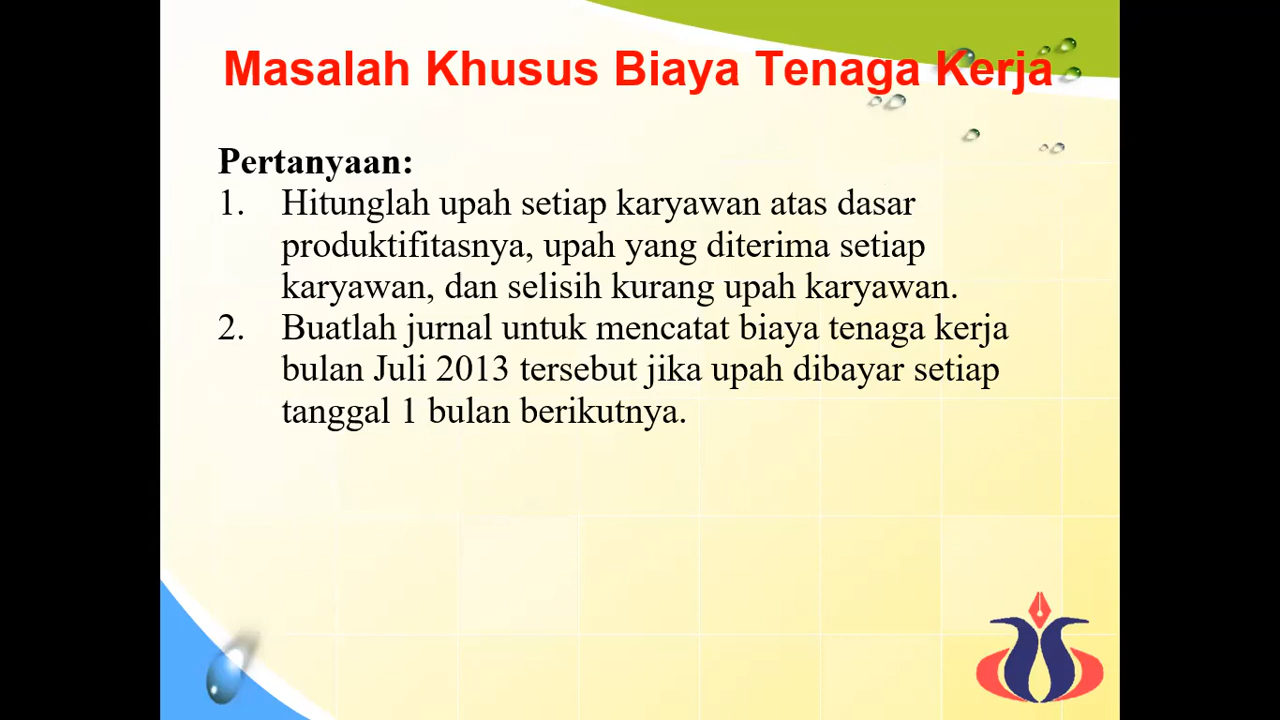 Masalah Khusus Biaya Tenaga Kerja
Pertanyaan:
1. Hitunglah upah setiap karyawan atas dasar
produktifitasnya, upah yang diterima setiap
karyawan, dan selisih kurang upah karyawan.
2. Buatlah jurnal untuk mencatat biaya tenaga kerja
bulan Juli 2013 tersebut jika upah dibayar setiap
tanggal 1 bulan berikutnya.